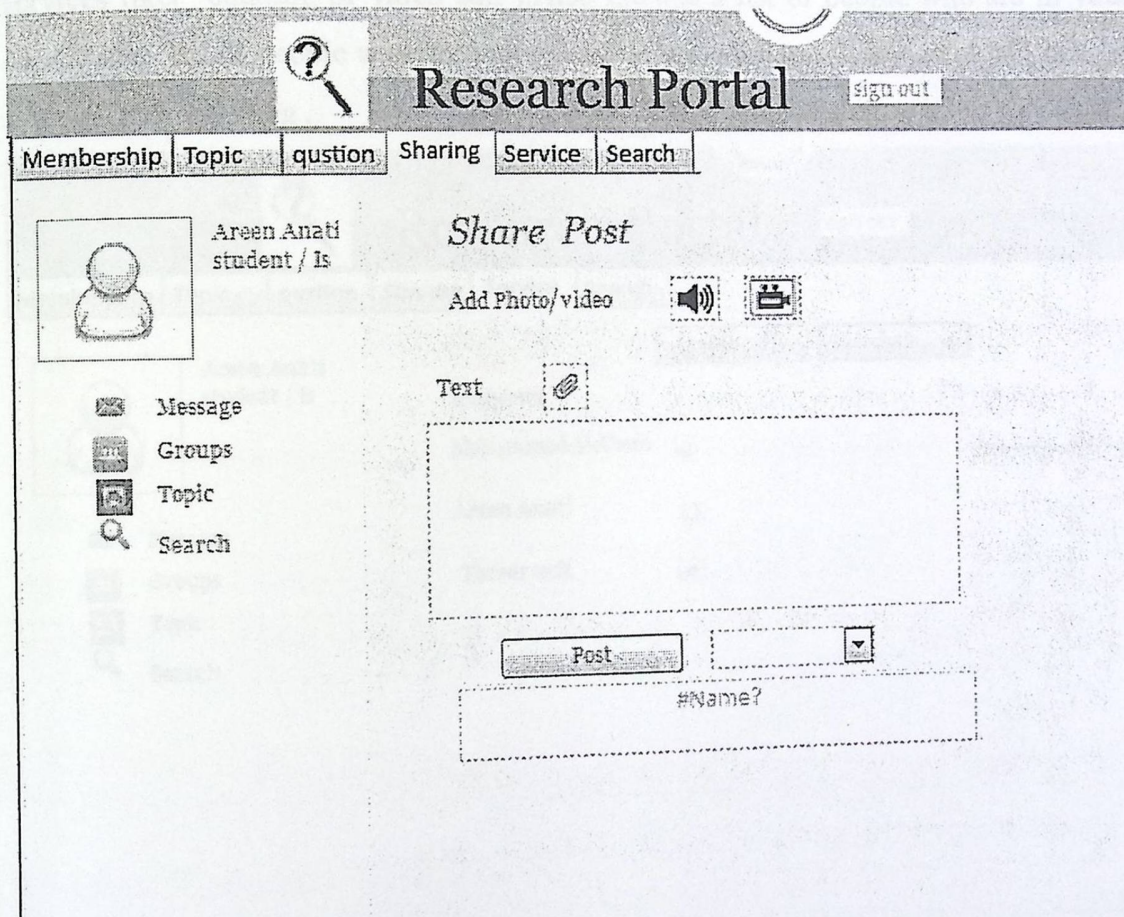 Research Portal
sign out
Membership Topic qustion Sharing Service Search
Areen Anati
student / Is
Share Post
Add Photo/video
Text
Message
Groups
Topic
Search
Post
#Name?